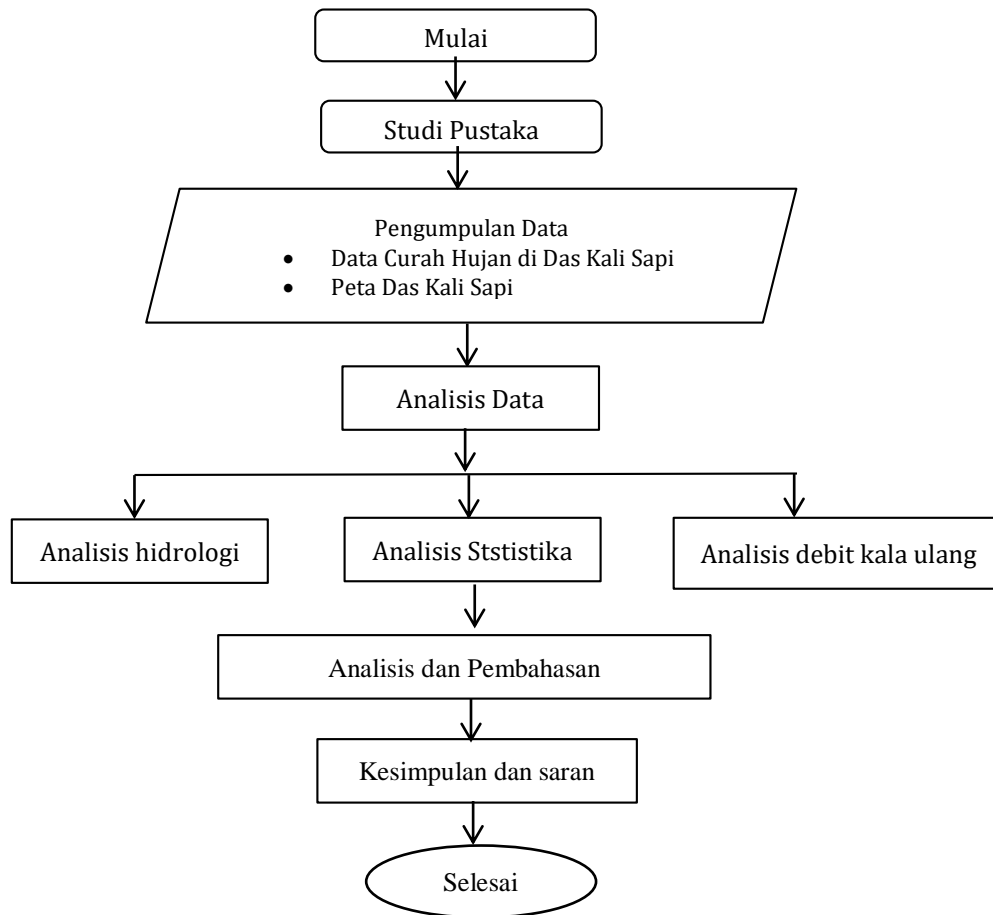 Mulai
Studi Pustaka
Pengumpulan Data
• Data Curah Hujan di Das Kali Sapi
• Peta Das Kali Sapi
Analisis Data
Analisis hidrologi
Analisis Ststistika
Analisis debit kala ulang
Analisis dan Pembahasan
Kesimpulan dan saran
Selesai